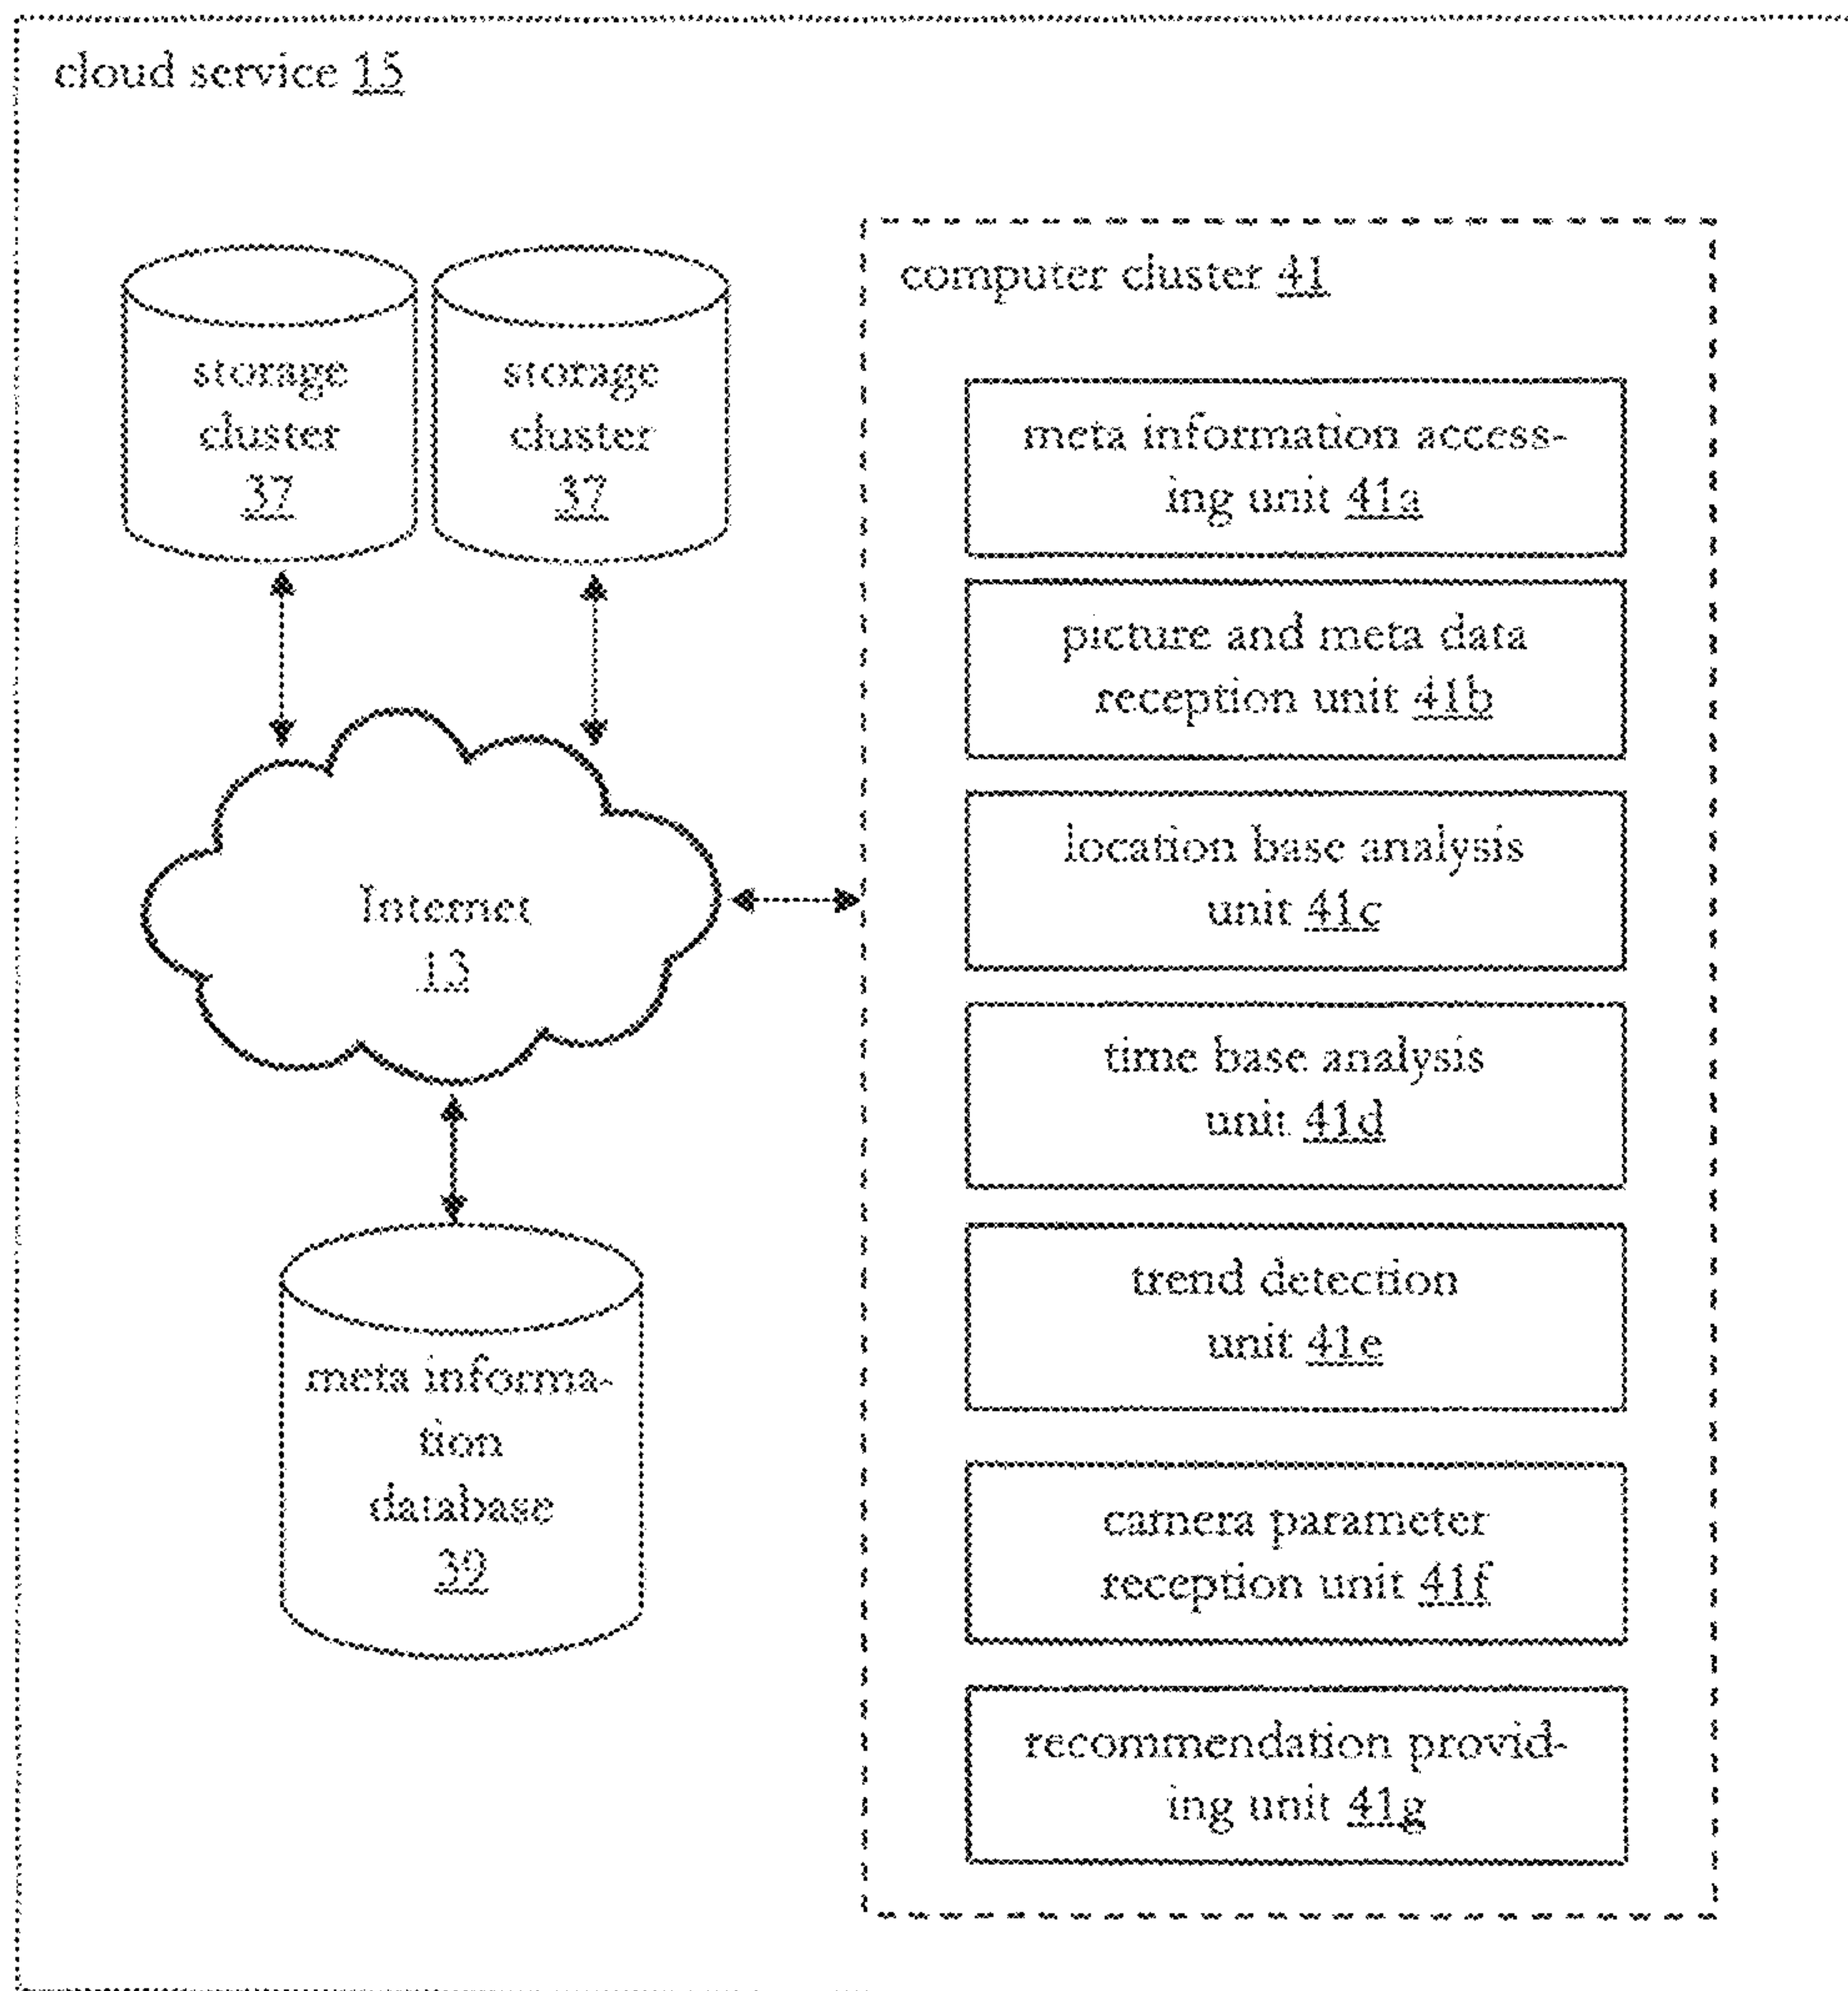 cloud service 15
storage
cluster
37
storage
cluster
37
computer cluster 41
meta information access-
ing unit 41a
picture and meta data
reception unit 41b
location base analysis
unit 41c
time base analysis
unit 41d
trend detection
unit 41e
camera parameter
reception unit 41f
recommendation provid-
ing unit 41g
Internet
13
meta informa-
tion
database
39